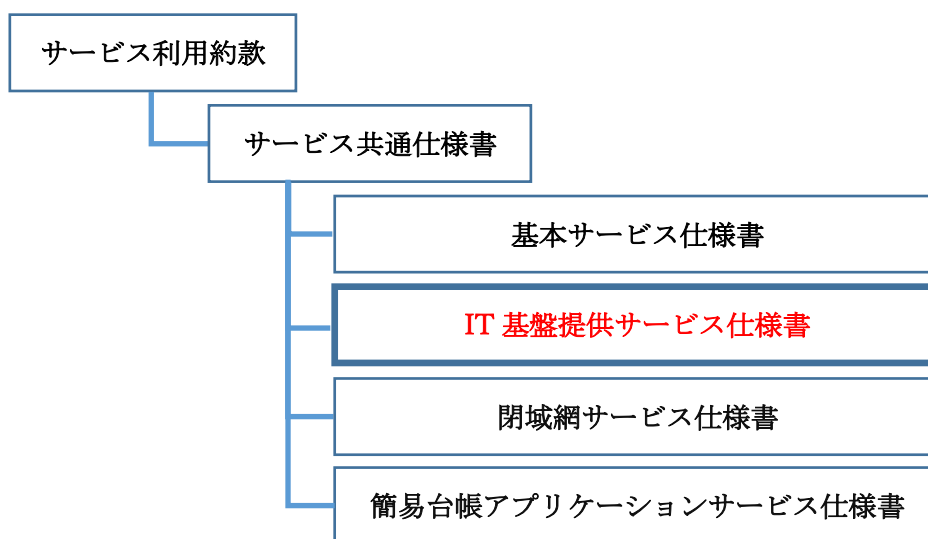 サービス利用約款
サービス共通仕様書
基本サービス仕様書
IT 基盤提供サービス仕様書
閉域網サービス仕様書
簡易台帳アプリケーションサービス仕様書